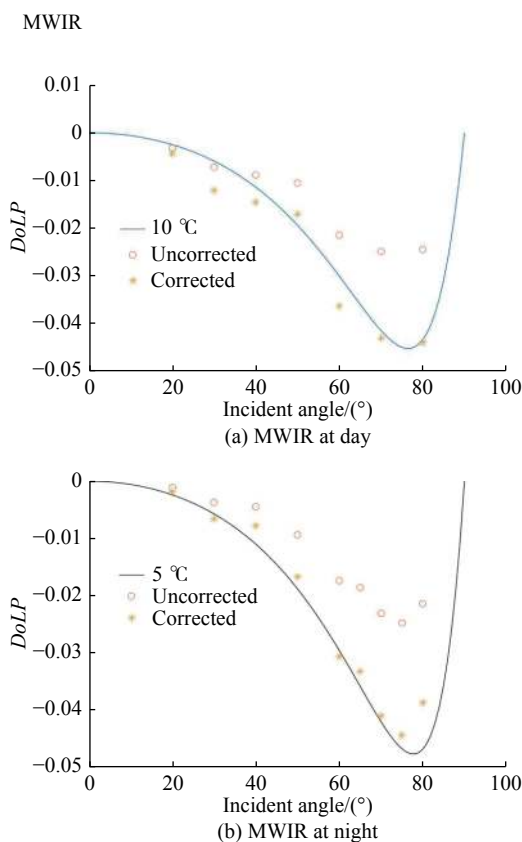 MWIR
0.01
0
−0.01
−0.02
−0.03
−0.04
−0.05
DoLP
10 ℃
Uncorrected
Corrected
0 20 40 60 80 100
Incident angle/(°)
(a) MWIR at day
0
−0.01
−0.02
−0.03
−0.04
−0.05
DoLP
5 ℃
Uncorrected
Corrected
0 20 40 60 80 100
Incident angle/(°)
(b) MWIR at night